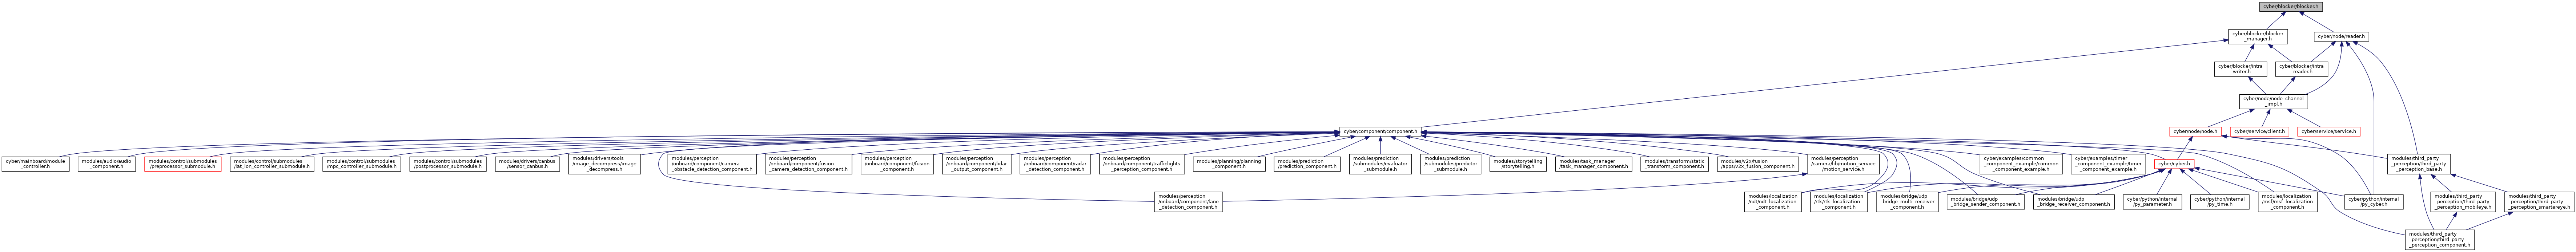 cyber/blocker/blocker.h
cyber/blocker/blocker
_manager.h
cyber/node/reader.h
cyber/blocker/intra
_writer.h
cyber/blocker/intra
_reader.h
cyber/node/node_channel
_impl.h
cyber/component/component.h
cyber/node/node.h
cyber/service/client.h
cyber/service/service.h
cyber/mainboard/module
_controller.h
modules/audio/audio
_component.h
modules/control/submodules
/preprocessor_submodule.h
modules/control/submodules
/lat_lon_controller_submodule.h
modules/control/submodules
/mpc_controller_submodule.h
modules/control/submodules
/postprocessor_submodule.h
modules/drivers/canbus
/sensor_canbus.h
modules/drivers/tools
/image_decompress/image
_decompress.h
modules/perception
/onboard/component/camera
_obstacle_detection_component.h
modules/perception
/onboard/component/fusion
_camera_detection_component.h
modules/perception
/onboard/component/fusion
_component.h
modules/perception
/onboard/component/lidar
_output_component.h
modules/perception
/onboard/component/radar
_detection_component.h
modules/perception
/onboard/component/trafficlights
_perception_component.h
modules/planning/planning
_component.h
modules/prediction
/prediction_component.h
modules/prediction
/submodules/evaluator
_submodule.h
modules/prediction
/submodules/predictor
_submodule.h
modules/storytelling
/storytelling.h
modules/task_manager
/task_manager_component.h
modules/transform/static
_transform_component.h
modules/v2x/fusion
/apps/v2x_fusion_component.h
modules/perception
/camera/lib/motion_service
/motion_service.h
cyber/examples/common
_component_example/common
_component_example.h
cyber/examples/timer
_component_example/timer
_component_example.h
cyber/cyber.h
modules/third_party
_perception/third_party
_perception_base.h
modules/perception
/onboard/component/lane
_detection_component.h
modules/localization
/ndt/ndt_localization
_component.h
modules/localization
/rtk/rtk_localization
_component.h
modules/bridge/udp
_bridge_multi_receiver
_component.h
modules/bridge/udp
_bridge_sender_component.h
modules/bridge/udp
_bridge_receiver_component.h
cyber/python/internal
/py_parameter.h
cyber/python/internal
/py_time.h
modules/localization
/msf/msf_localization
_component.h
cyber/python/internal
/py_cyber.h
modules/third_party
_perception/third_party
_perception_mobileye.h
modules/third_party
_perception/third_party
_perception_smartereye.h
modules/third_party
_perception/third_party
_perception_component.h